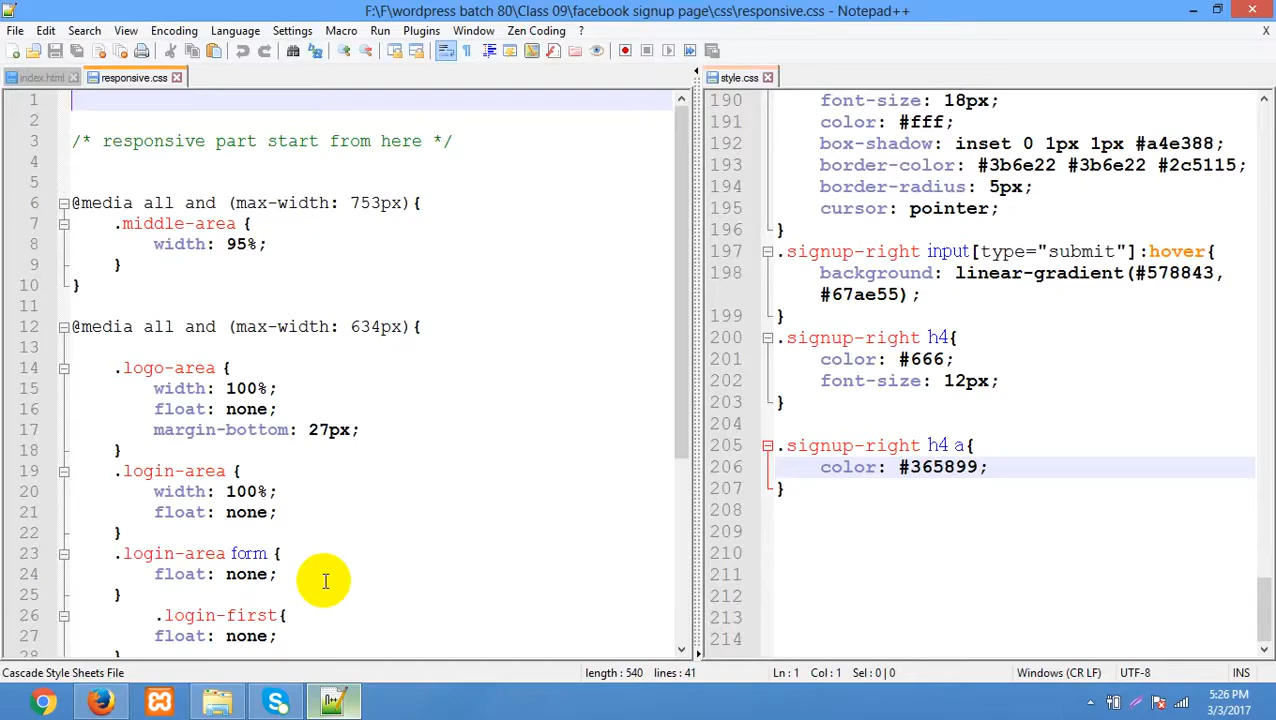 F:\F\wordpress batch 80\Class 09\facebook signup page\css\responsive.css - Notepad++
File Edit Search View Encoding Language Settings Macro Run Plugins Window Zen Coding ? X
index.html responsive.css
1
2
3 /* responsive part start from here */
4
5
6 @media all and (max-width: 753px){
7 .middle-area {
8 width: 95%;
9 }
10 }
11
12 @media all and (max-width: 634px){
13
14 .logo-area {
15 width: 100%;
16 float: none;
17 margin-bottom: 27px;
18 }
19 .login-area {
20 width: 100%;
21 float: none;
22 }
23 .login-area form {
24 float: none;
25 }
26 .login-first{
27 float: none;
28 }
style.css
190 font-size: 18px;
191 color: #fff;
192 box-shadow: inset 0 1px 1px #a4e388;
193 border-color: #3b6e22 #3b6e22 #2c5115;
194 border-radius: 5px;
195 cursor: pointer;
196 }
197 .signup-right input[type="submit"]:hover{
198 background: linear-gradient(#578843,
#67ae55);
199 }
200 .signup-right h4{
201 color: #666;
202 font-size: 12px;
203 }
204
205 .signup-right h4 a{
206 color: #365899;
207 }
208
209
210
211
212
213
214
Cascade Style Sheets File length : 540 lines : 41 Ln : 1 Col : 1 Sel : 0 | 0 Windows (CR LF) UTF-8 INS
5:26 PM
3/3/2017